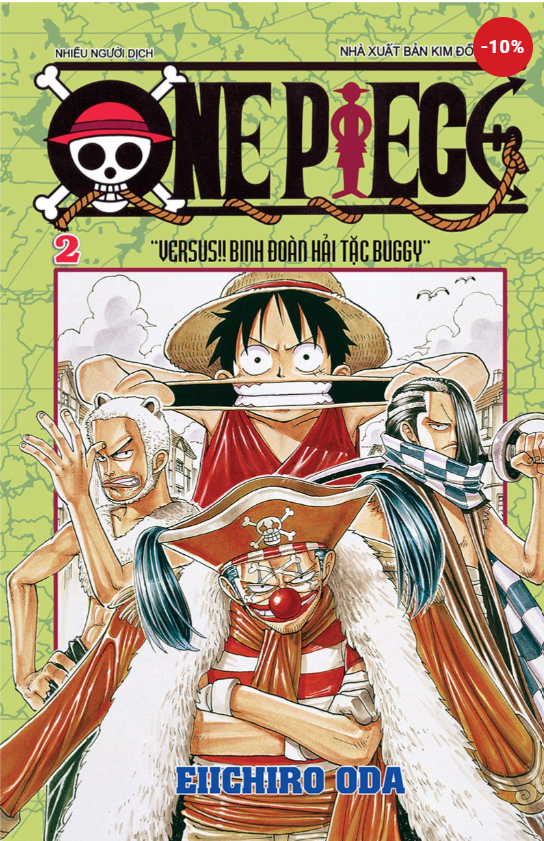 NHIỀU NGƯỜI DỊCH
NHÀ XUẤT BẢN KIM
-10%
ONE PIECE
2
“VERSUS!! BINH ĐOÀN HẢI TẶC BUGGY”
EIICHIRO ODA